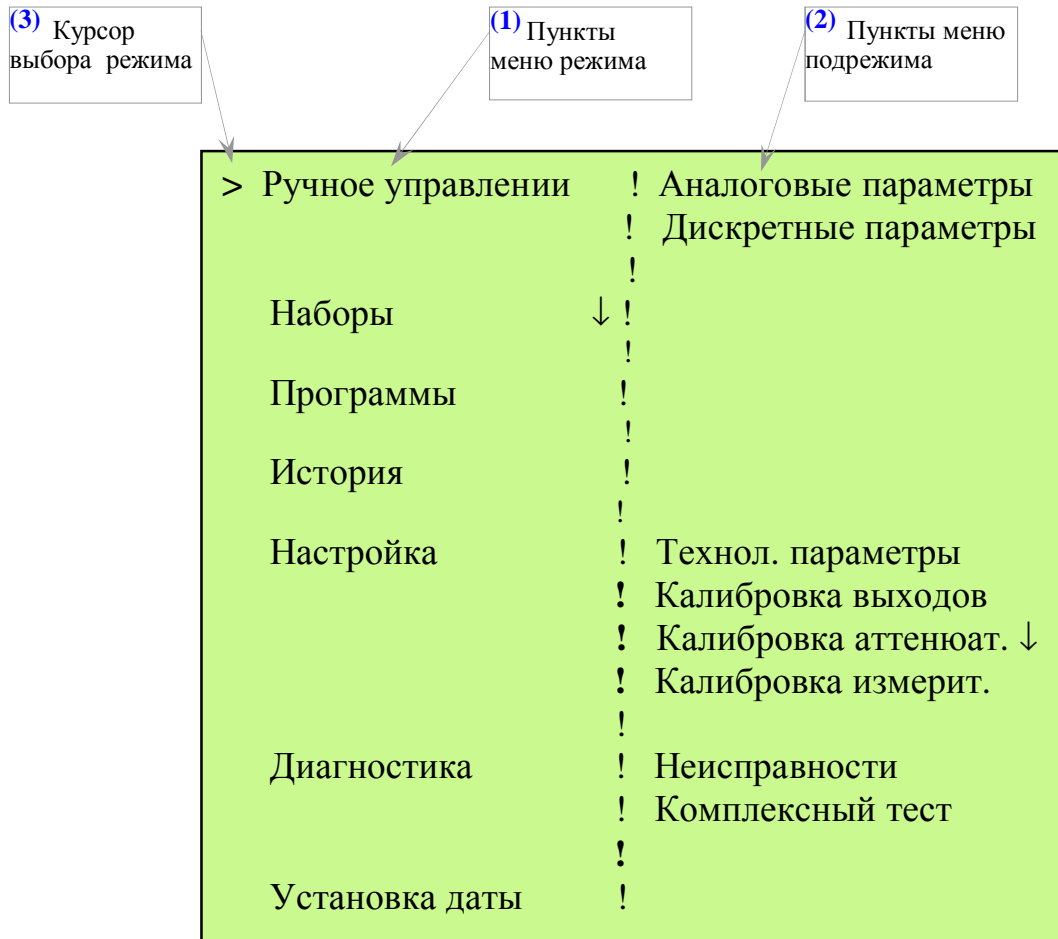 (3) Курсор
выбора режима
(1) Пункты
меню режима
(2) Пункты меню
подрежима
> Ручное управлении ! Аналоговые параметры
! Дискретные параметры
!
Наборы ↓ !
!
Программы !
!
История !
!
Настройка ! Технол. параметры
! Калибровка выходов
! Калибровка аттенюат. ↓
! Калибровка измерит.
!
Диагностика ! Неисправности
! Комплексный тест
!
Установка даты !